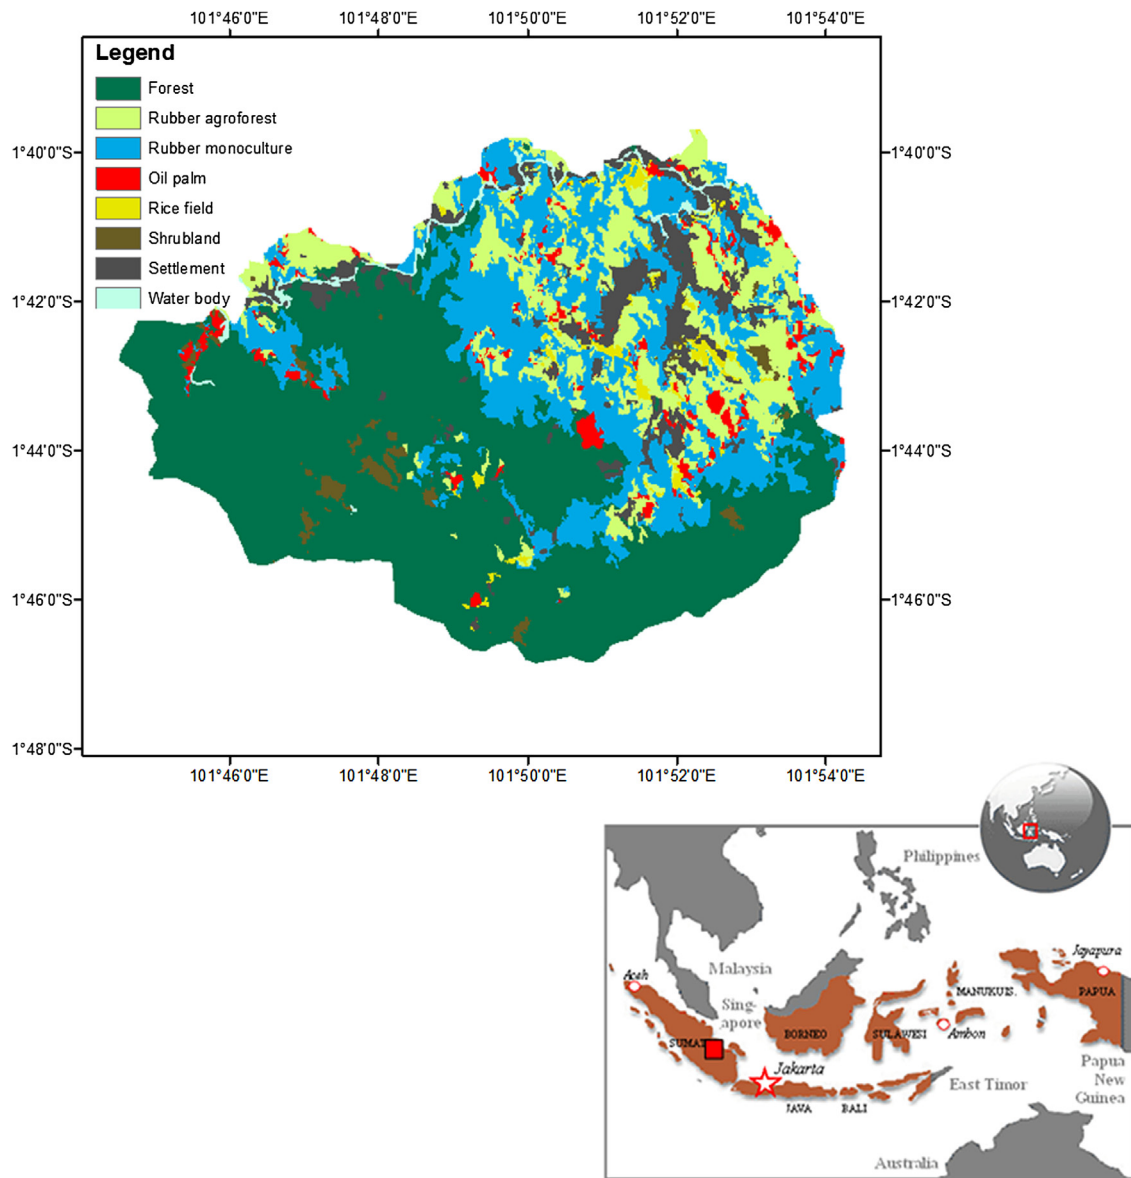 101°46'0"E 101°48'0"E 101°50'0"E 101°52'0"E 101°54'0"E
Legend
Forest
Rubber agroforest
Rubber monoculture
Oil palm
Rice field
Shrubland
Settlement
Water body
1°40'0"S 1°40'0"S
1°42'0"S 1°42'0"S
1°44'0"S 1°44'0"S
1°46'0"S 1°46'0"S
1°48'0"S
101°46'0"E 101°48'0"E 101°50'0"E 101°52'0"E 101°54'0"E
Philippines
Jayapura
Aceh
Malaysia
MANUKUIS.
PAPUA
Sing-
apore
BORNEO
SULAWESI
Ambon
SUMAT
Jakarta
East Timor
Papua
New
Guinea
JAVA
BALI
Australia